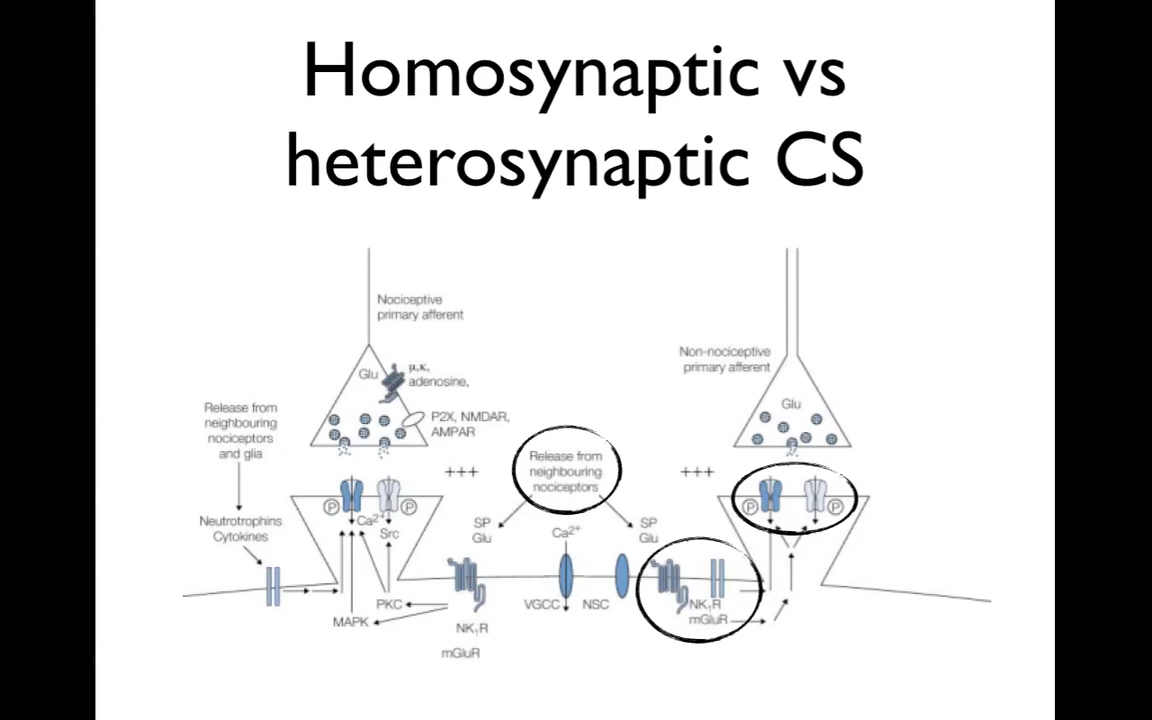 Homosynaptic vs
heterosynaptic CS
Nociceptive
primary afferent
Glu
μ,κ,
adenosine,
P2X, NMDAR,
AMPAR
Release from
neighbouring
nociceptors
and glia
Neutrotrophins
Cytokines
+++
P
P
Ca2+
Src
PKC
MAPK
SP
Glu
NK1R
mGluR
Release from
neighbouring
nociceptors
Ca2+
VGCC
NSC
+++
SP
Glu
NK1R
mGluR
Non-nociceptive
primary afferent
Glu
P
P